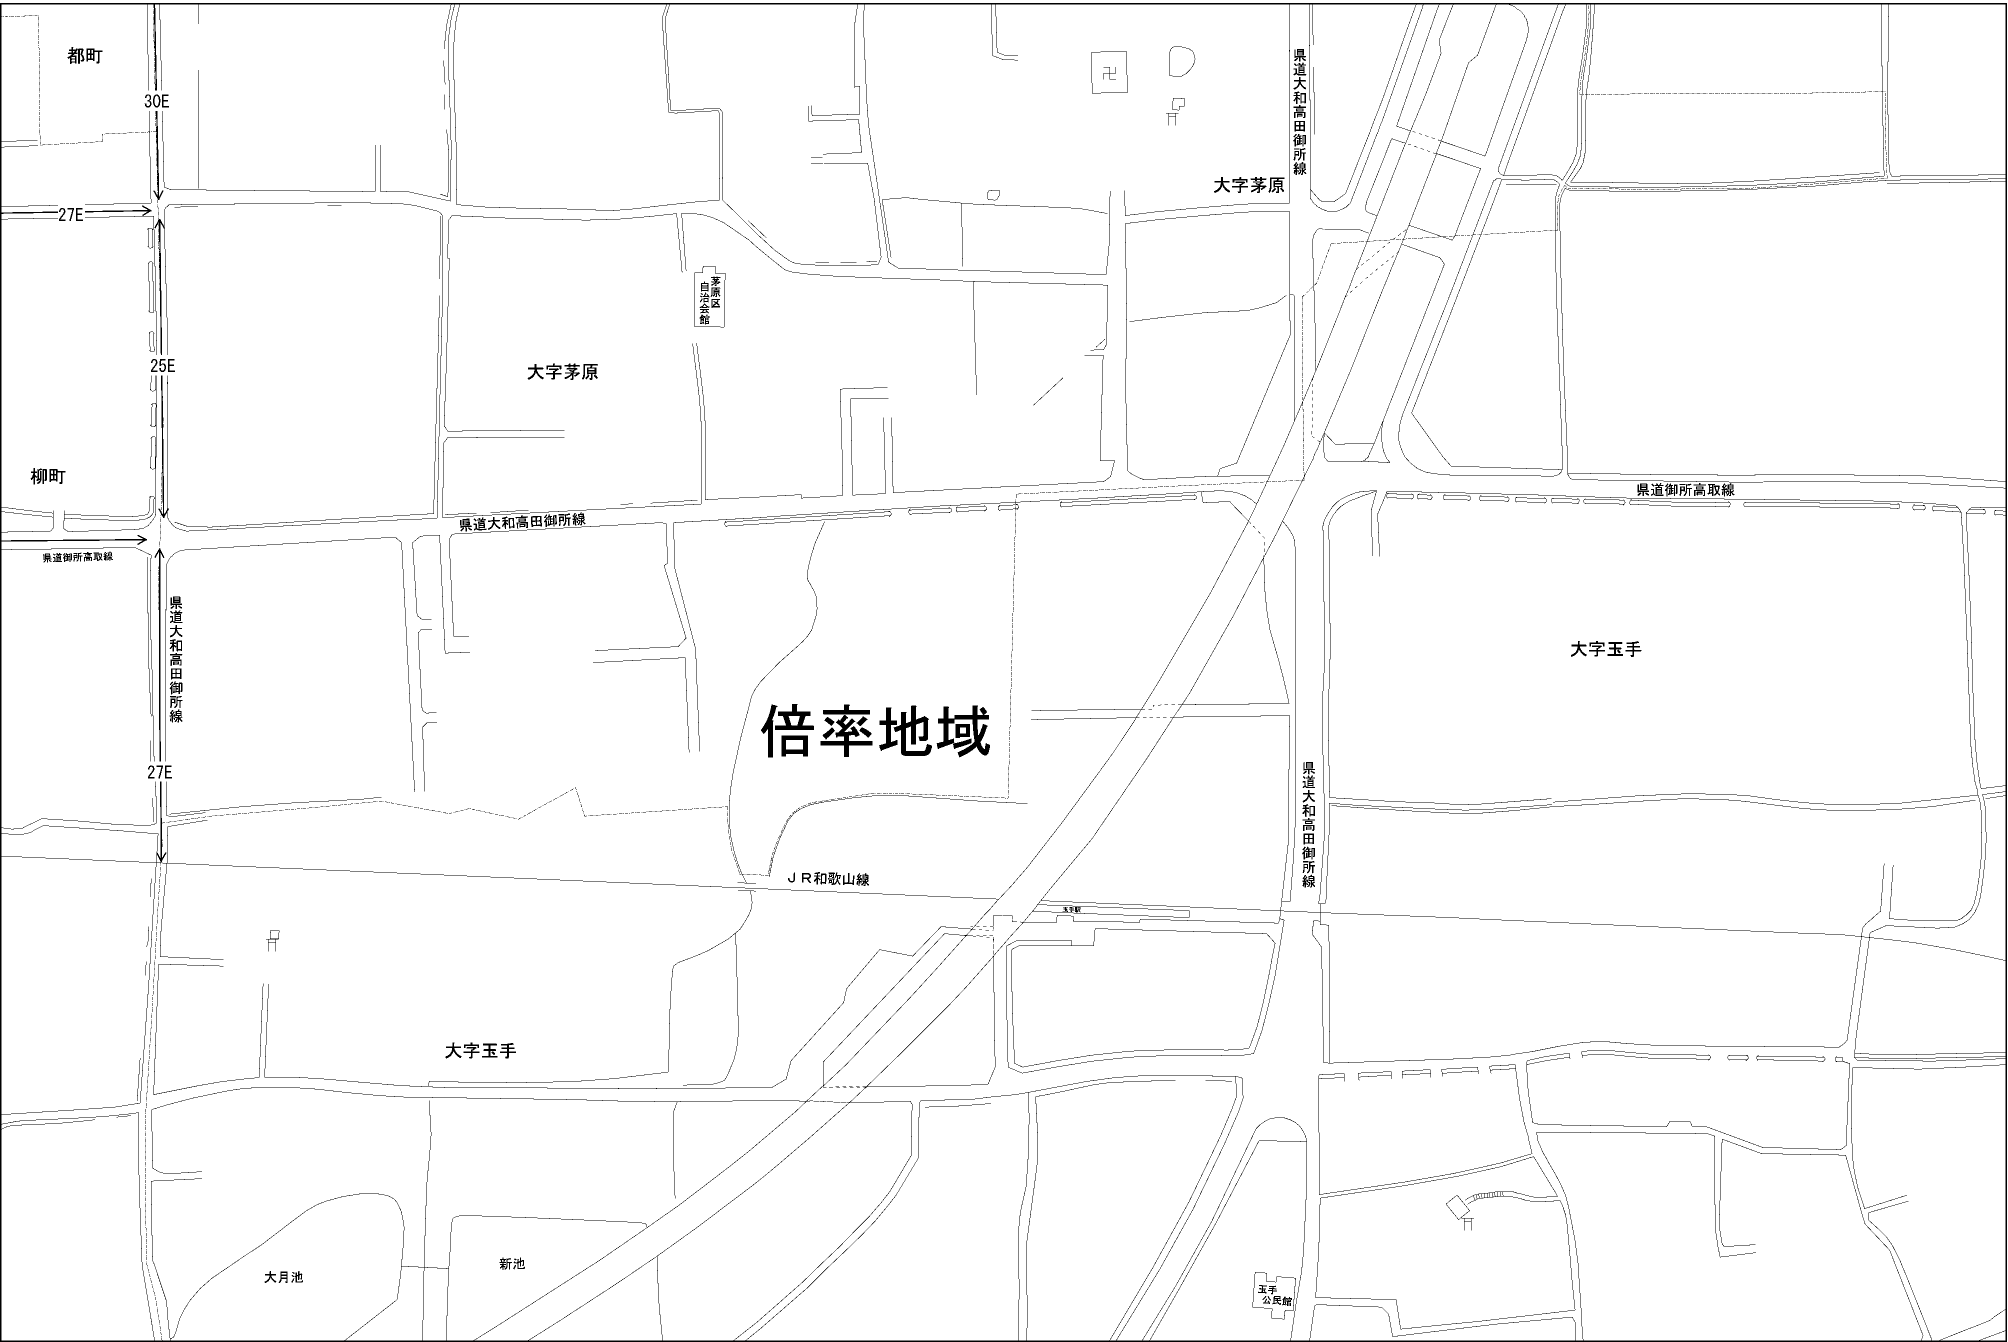 都町
30E
県道大和高田御所線
大字茅原
27E
茅原区
自治会館
25E
大字茅原
柳町
県道御所高取線
県道大和高田御所線
県道御所高取線
県道大和高田御所線
大字玉手
倍率地域
27E
県道大和高田御所線
JR和歌山線
玉手駅
大字玉手
大月池
新池
玉手
公民館